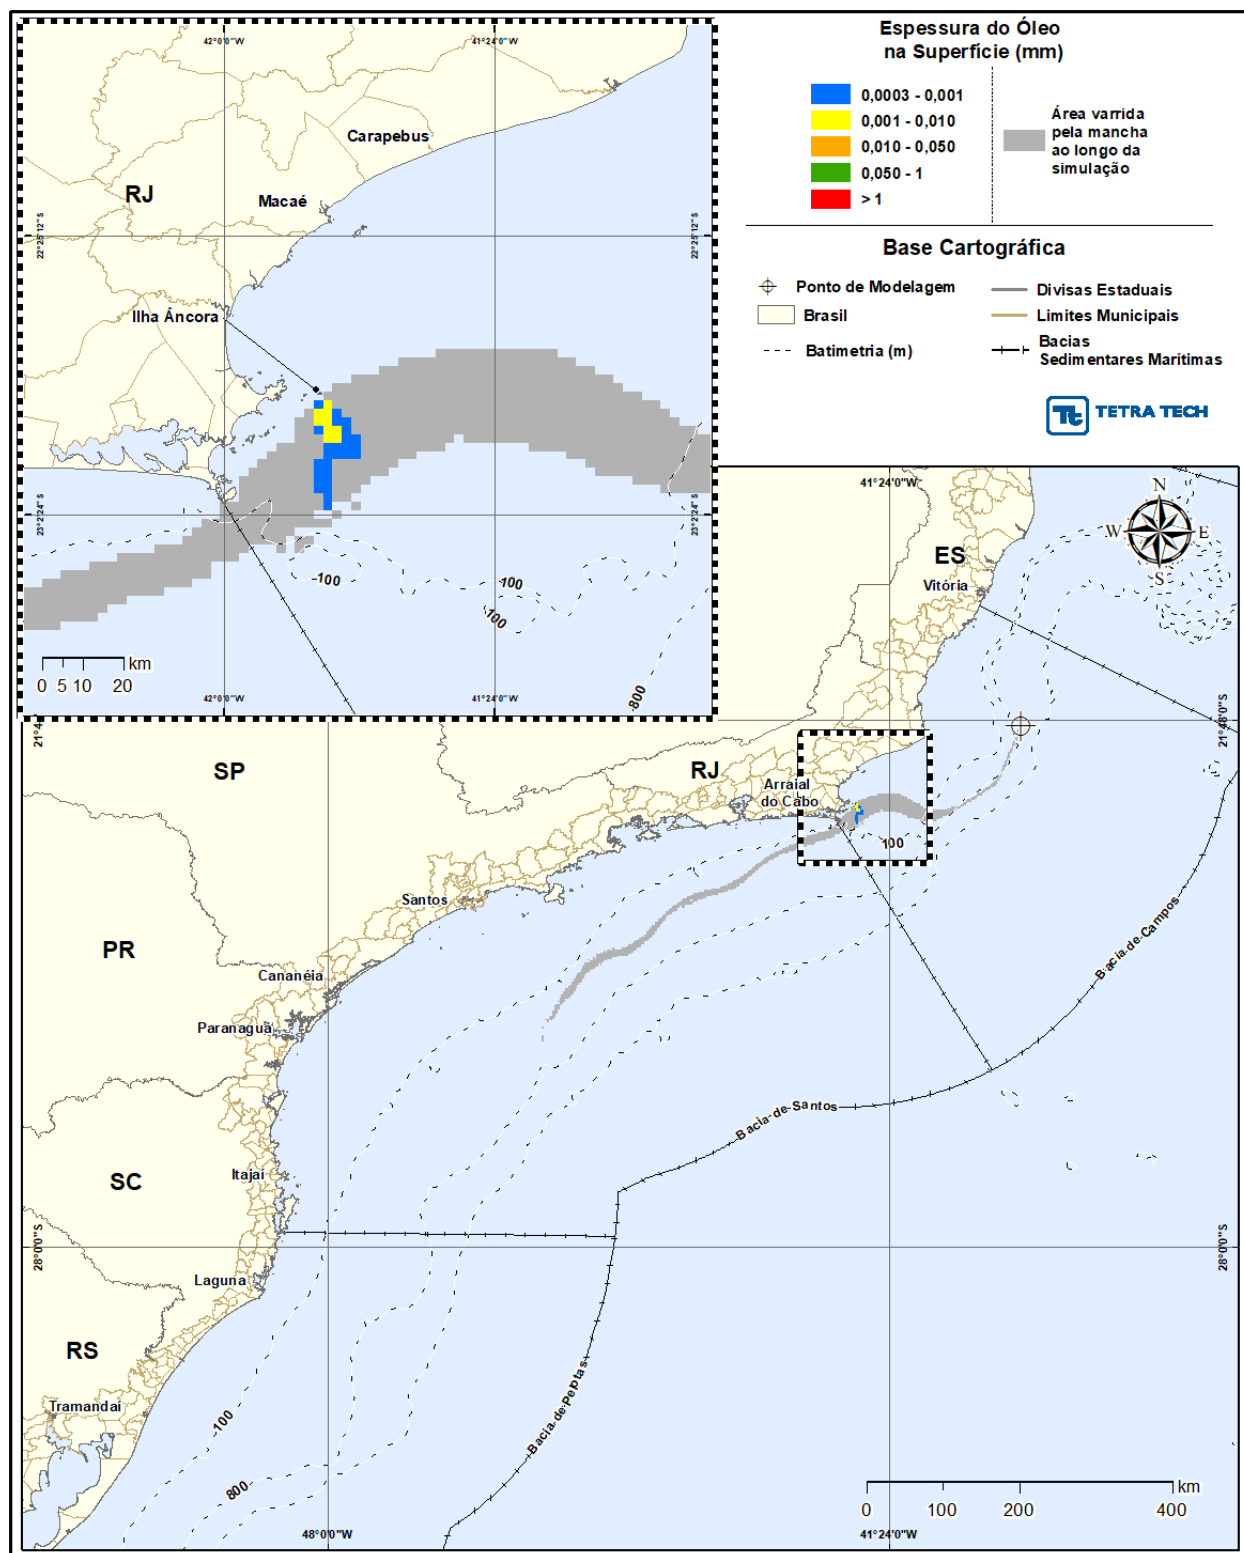 42°0'0"W
41°24'0"W
Carapebus
RJ
Macaé
22°25'12"S
22°25'12"S
Ilha Âncora
23°2'24"S
23°2'24"S
-100
-100
-100
-800
km
0 5 10 20
42°0'0"W
41°24'0"W
Espessura do Óleo
na Superfície (mm)
0,0003 - 0,001
0,001 - 0,010
0,010 - 0,050
0,050 - 1
> 1
Área varrida
pela mancha
ao longo da
simulação
Base Cartográfica
Ponto de Modelagem
Brasil
Batimetria (m)
Divisas Estaduais
Limites Municipais
Bacias
Sedimentares Marítimas
Tt TETRA TECH
41°24'0"W
N
W E
S
ES
Vitória
21°48'0"S
SP
RJ
Arraial
do Cabo
100
Santos
PR
Cananéia
Paranaguá
Bacia-de-Campos
Bacia-de-Santos
SC
Itajaí
28°0'0"S
28°0'0"S
Laguna
RS
Tramandaí
Bacia-de-Pelotas
-100
800
km
0 100 200 400
48°0'0"W
41°24'0"W